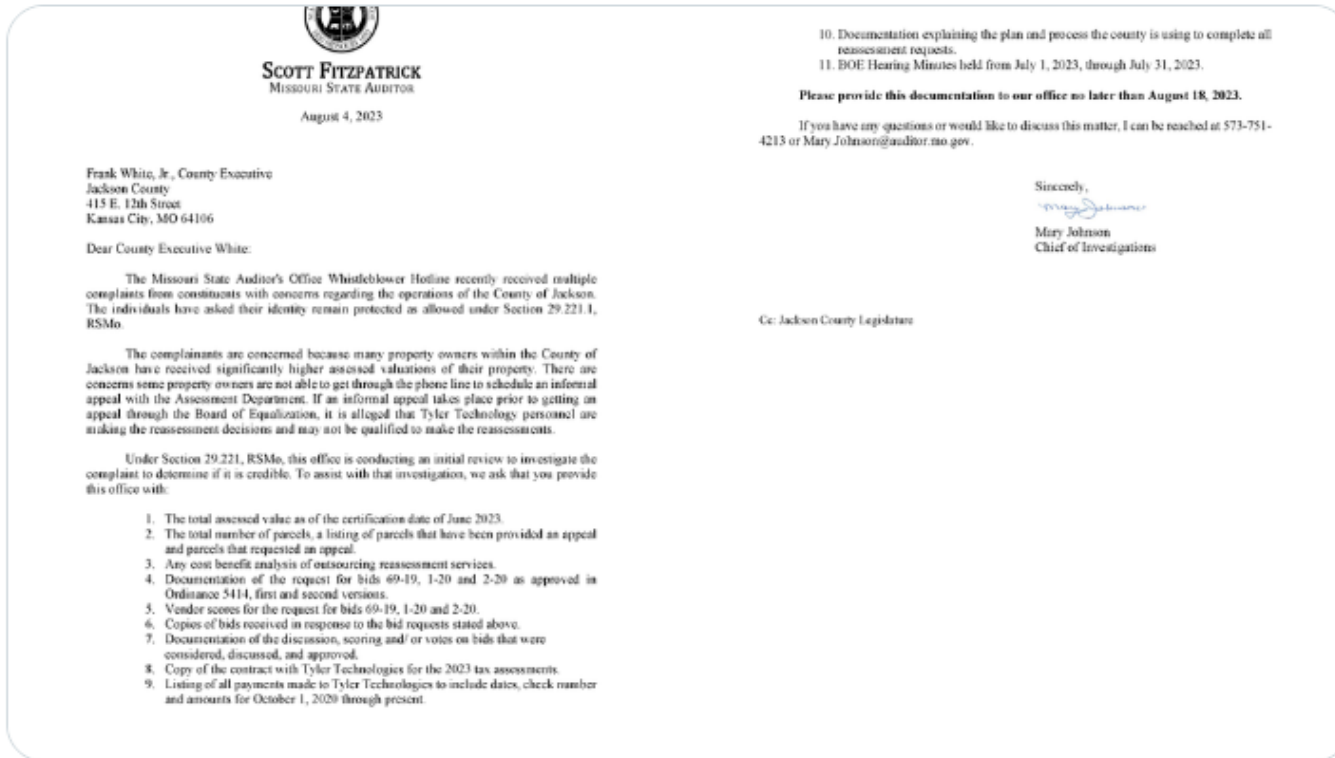 SCOTT FITZPATRICK
MISSOURI STATE AUDITOR
August 4, 2023
Frank White, Jr., County Executive
Jackson County
415 E. 12th Street
Kansas City, MO 64106
Dear County Executive White:
The Missouri State Auditor's Office Whistleblower Hotline recently received multiple
complaints from constituents with concerns regarding the operations of the County of Jackson.
The individuals have asked their identity remain protected as allowed under Section 29.221.1,
RSMo.
The complainants are concerned because many property owners within the County of
Jackson have received significantly higher assessed valuations of their property. There are
concerns some property owners are not able to get through the phone line to schedule an informal
appeal with the Assessment Department. If an informal appeal takes place prior to getting an
appeal through the Board of Equalization, it is alleged that Tyler Technology personnel are
making the reassessment decisions and may not be qualified to make the reassessments.
Under Section 29.221, RSMo, this office is conducting an initial review to investigate the
complaint to determine if it is credible. To assist with that investigation, we ask that you provide
this office with:
1. The total assessed value as of the certification date of June 2023.
2. The total number of parcels, a listing of parcels that have been provided an appeal
and parcels that requested an appeal.
3. Any cost benefit analysis of outsourcing reassessment services.
4. Documentation of the request for bids 69-19, 1-20 and 2-20 as approved in
Ordinance 5414, first and second versions.
5. Vendor scores for the request for bids 69-19, 1-20 and 2-20.
6. Copies of bids received in response to the bid requests stated above.
7. Documentation of the discussion, scoring and/ or votes on bids that were
considered, discussed, and approved.
8. Copy of the contract with Tyler Technologies for the 2023 tax assessments.
9. Listing of all payments made to Tyler Technologies to include dates, check number
and amounts for October 1, 2020 through present.
10. Documentation explaining the plan and process the county is using to complete all
reassessment requests.
11. BOE Hearing Minutes held from July 1, 2023, through July 31, 2023.
Please provide this documentation to our office no later than August 18, 2023.
If you have any questions or would like to discuss this matter, I can be reached at 573-751-
4213 or Mary Johnson@auditor.mo.gov.
Sincerely,
Mary Johnson
Mary Johnson
Chief of Investigations
Cc: Jackson County Legislature